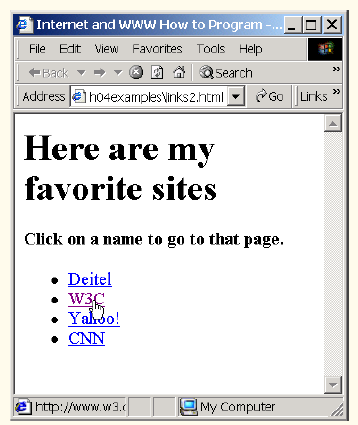 Internet and WWW How to Program - ...
File Edit View Favorites Tools Help
Back Search »
Address h04examples\links2.html Go Links »
Here are my
favorite sites
Click on a name to go to that page.
• Deitel
• W3C
• Yahoo!
• CNN
http://www.w3.c My Computer